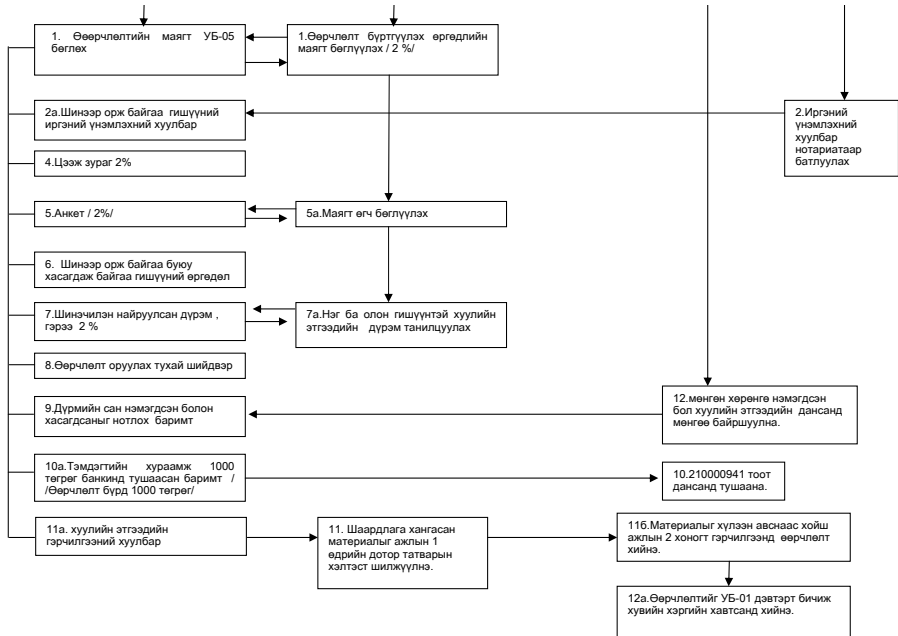 1. Өөөрчлөлтийн маягт УБ-05
бөглөх
1.Өөрчлөлт бүртгүүлэх өргөдлийн
маягт бөглүүлэх / 2 %/
2а.Шинээр орж байгаа гишүүний
иргэний үнэмлэхний хуулбар
2.Иргэний
үнэмлэхний
хуулбар
нотариатаар
батлуулах
4.Цээж зураг 2%
5.Анкет / 2%/
5а.Маягт өгч бөглүүлэх
6. Шинээр орж байгаа буюу
хасагдаж байгаа гишүүний өргөдөл
7.Шинэчилэн найруулсан дүрэм ,
гэрээ 2 %
7а.Нэг ба олон гишүүнтэй хуулийн
этгээдийн дүрэм танилцуулах
8.Өөрчлөлт оруулах тухай шийдвэр
9.Дүрмийн сан нэмэгдсэн болон
хасагдсаныг нотлох баримт
12.мөнгөн хөрөнгө нэмэгдсэн
бол хуулийн этгээдийн дансанд
мөнгөө байршуулна.
10а.Тэмдэгтийн хураамж 1000
төгрөг банкинд тушаасан баримт /
/Өөрчлөлт бүрд 1000 төгрөг/
10.210000941 тоот
дансанд тушаана.
11а. хуулийн этгээдийн
гэрчилгээний хуулбар
11. Шаардлага хангасан
материалыг ажлын 1
өдрийн дотор татварын
хэлтэст шилжүүлнэ.
11б.Материалыг хүлээн авснаас хойш
ажлын 2 хоногт гэрчилгээнд өөрчлөлт
хийнэ.
12а.Өөрчлөлтийг УБ-01 дэвтэрт бичиж
хувийн хэргийн хавтсанд хийнэ.